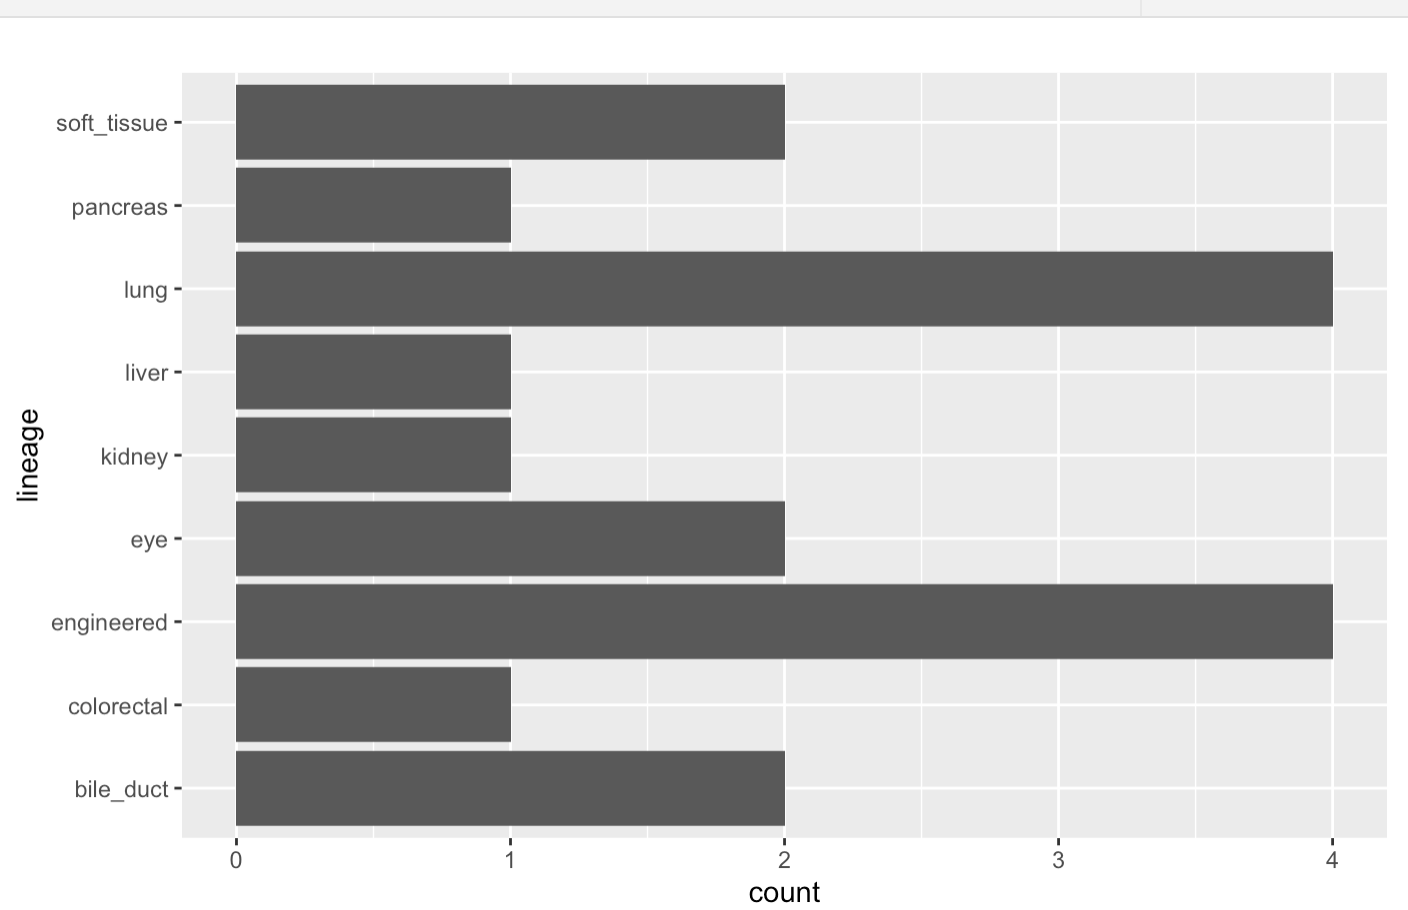 soft_tissue
pancreas
lung
liver
kidney
eye
engineered
colorectal
bile_duct
lineage
0 1 2 3 4
count